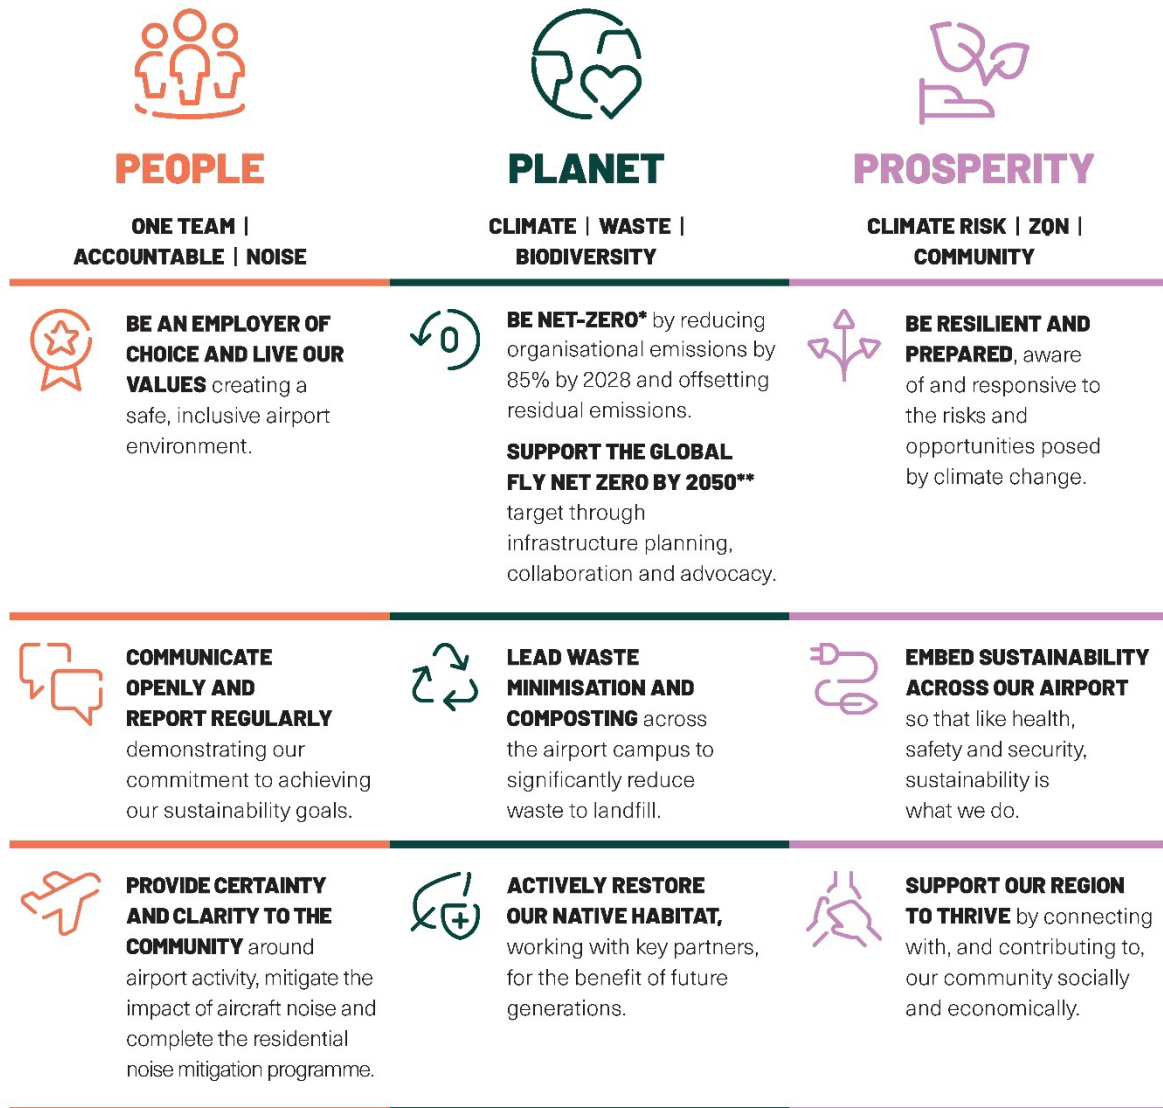 PEOPLE
ONE TEAM |
ACCOUNTABLE | NOISE
PLANET
CLIMATE | WASTE |
BIODIVERSITY
PROSPERITY
CLIMATE RISK | ZQN |
COMMUNITY
BE AN EMPLOYER OF
CHOICE AND LIVE OUR
VALUES creating a
safe, inclusive airport
environment.
0
BE NET-ZERO* by reducing
organisational emissions by
85% by 2028 and offsetting
residual emissions.
SUPPORT THE GLOBAL
FLY NET ZERO BY 2050**
target through
infrastructure planning,
collaboration and advocacy.
BE RESILIENT AND
PREPARED, aware
of and responsive to
the risks and
opportunities posed
by climate change.
COMMUNICATE
OPENLY AND
REPORT REGULARLY
demonstrating our
commitment to achieving
our sustainability goals.
LEAD WASTE
MINIMISATION AND
COMPOSTING across
the airport campus to
significantly reduce
waste to landfill.
EMBED SUSTAINABILITY
ACROSS OUR AIRPORT
so that like health,
safety and security,
sustainability is
what we do.
PROVIDE CERTAINTY
AND CLARITY TO THE
COMMUNITY around
airport activity, mitigate the
impact of aircraft noise and
complete the residential
noise mitigation programme.
ACTIVELY RESTORE
OUR NATIVE HABITAT,
working with key partners,
for the benefit of future
generations.
SUPPORT OUR REGION
TO THRIVE by connecting
with, and contributing to,
our community socially
and economically.